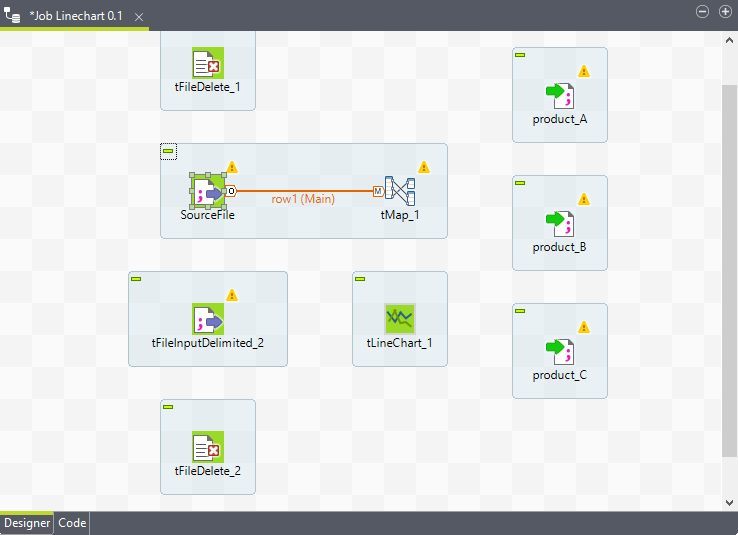 *Job Linechart 0.1
tFileDelete_1
product_A
SourceFile
row1 (Main)
tMap_1
O
M
product_B
tFileInputDelimited_2
tLineChart_1
product_C
tFileDelete_2
Designer
Code